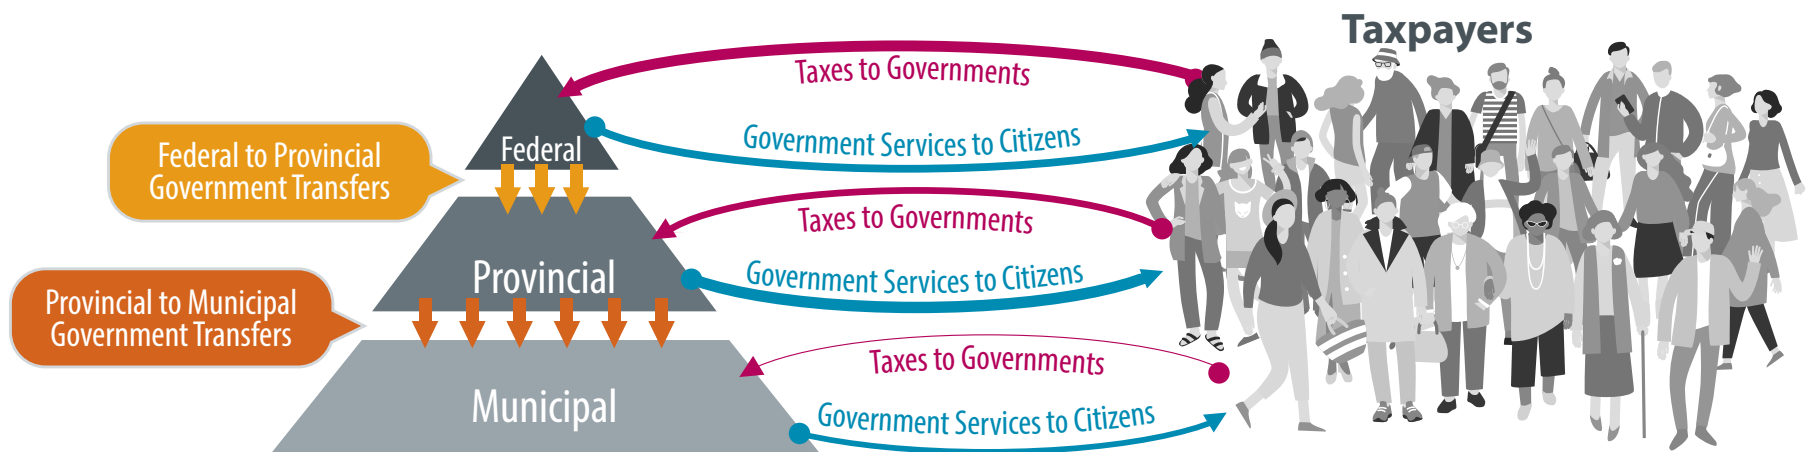 Taxpayers
Taxes to Governments
Government Services to Citizens
Federal
Federal to Provincial
Government Transfers
Taxes to Governments
Government Services to Citizens
Provincial
Provincial to Municipal
Government Transfers
Taxes to Governments
Government Services to Citizens
Municipal